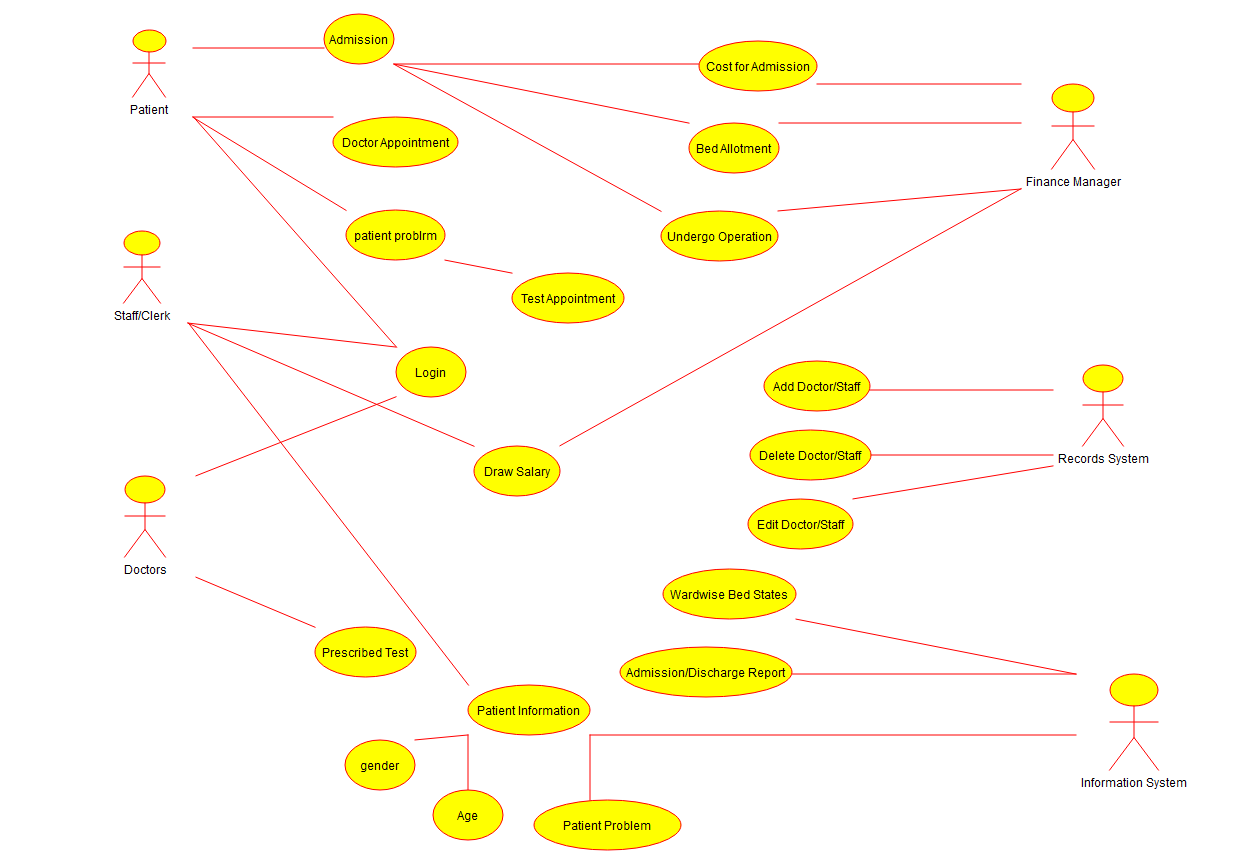 Admission
Cost for Admission
Patient
Doctor Appointment
Bed Allotment
Finance Manager
patient problrm
Undergo Operation
Test Appointment
Staff/Clerk
Login
Add Doctor/Staff
Delete Doctor/Staff
Records System
Draw Salary
Edit Doctor/Staff
Doctors
Wardwise Bed States
Prescribed Test
Admission/Discharge Report
Patient Information
gender
Information System
Age
Patient Problem